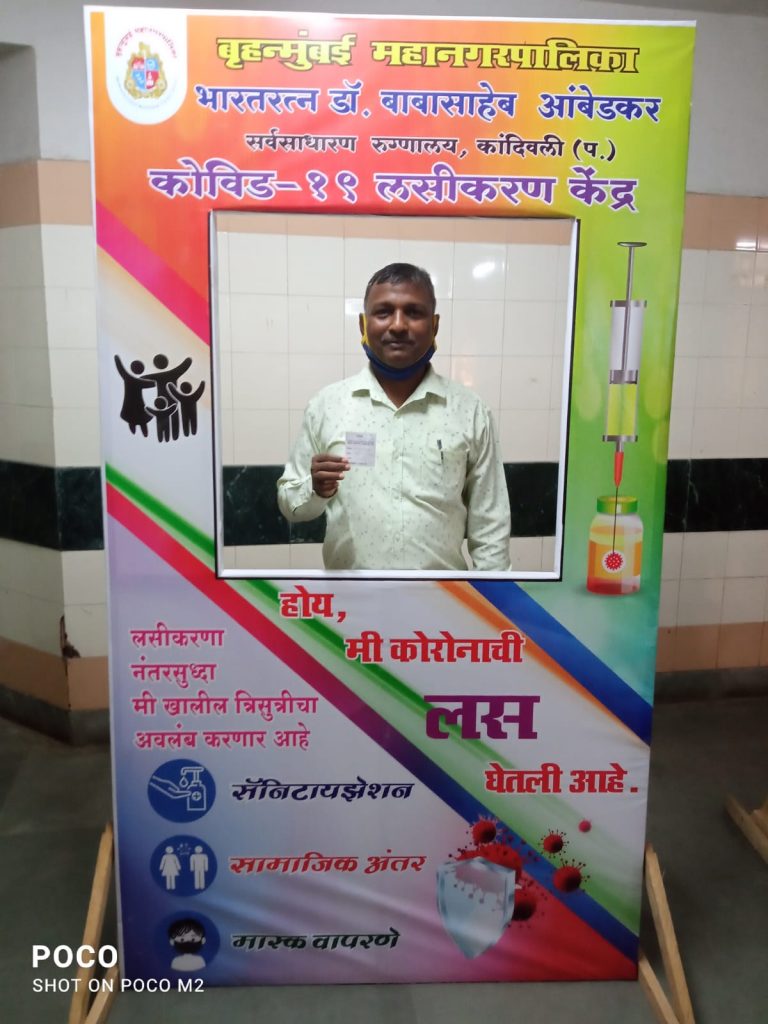 बृहन्मुंबई महानगरपालिका
भारतरत्न डॉ. बाबासाहेब आंबेडकर
सर्वसाधारण रुग्णालय, कांदिवली (प.)
कोविड-१९ लसीकरण केंद्र
होय,
मी कोरोनाची
लस
घेतली आहे.
लसीकरणा
नंतरसुध्दा
मी खालील त्रिसुत्रीचा
अवलंब करणार आहे
सॅनिटायझेशन
सामाजिक अंतर
मास्क वापरणे
POCO
SHOT ON POCO M2